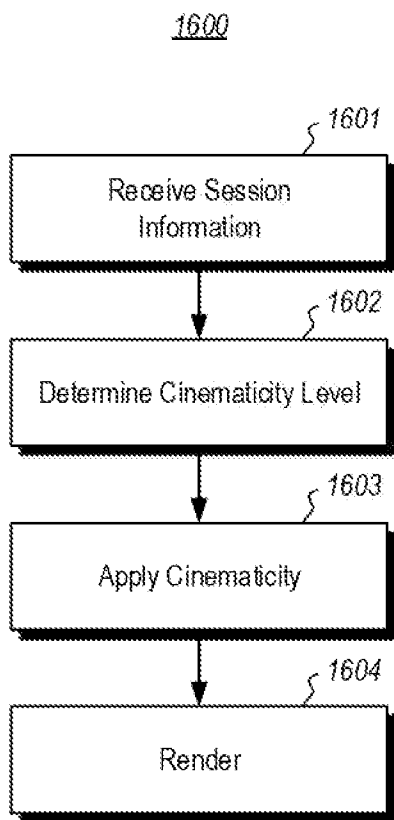 1600
1601
Receive Session
Information
1602
Determine Cinematicity Level
1603
Apply Cinematicity
1604
Render